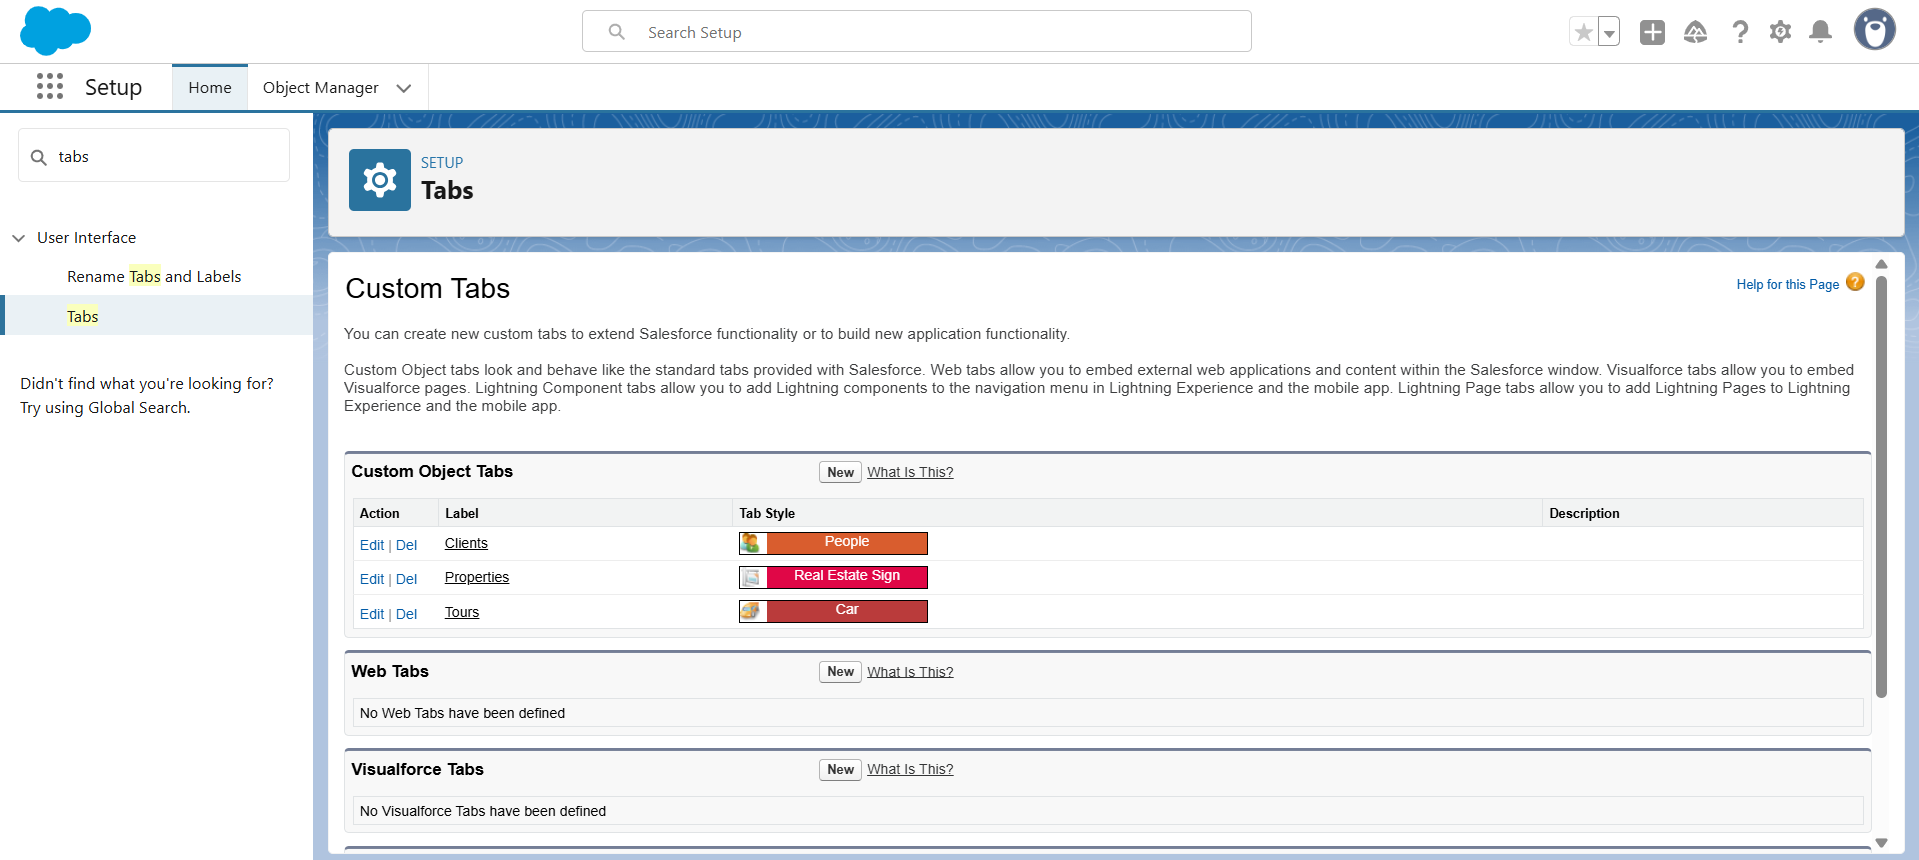 Search Setup
Setup
Home
Object Manager
tabs
User Interface
Rename Tabs and Labels
Tabs
Didn't find what you're looking for?
Try using Global Search.
SETUP
Tabs
Custom Tabs
Help for this Page
You can create new custom tabs to extend Salesforce functionality or to build new application functionality.
Custom Object tabs look and behave like the standard tabs provided with Salesforce. Web tabs allow you to embed external web applications and content within the Salesforce window. Visualforce tabs allow you to embed
Visualforce pages. Lightning Component tabs allow you to add Lightning components to the navigation menu in Lightning Experience and the mobile app. Lightning Page tabs allow you to add Lightning Pages to Lightning
Experience and the mobile app.
Custom Object Tabs New What Is This?
Action Label Tab Style Description
Edit | Del Clients People
Edit | Del Properties Real Estate Sign
Edit | Del Tours Car
Web Tabs New What Is This?
No Web Tabs have been defined
Visualforce Tabs New What Is This?
No Visualforce Tabs have been defined